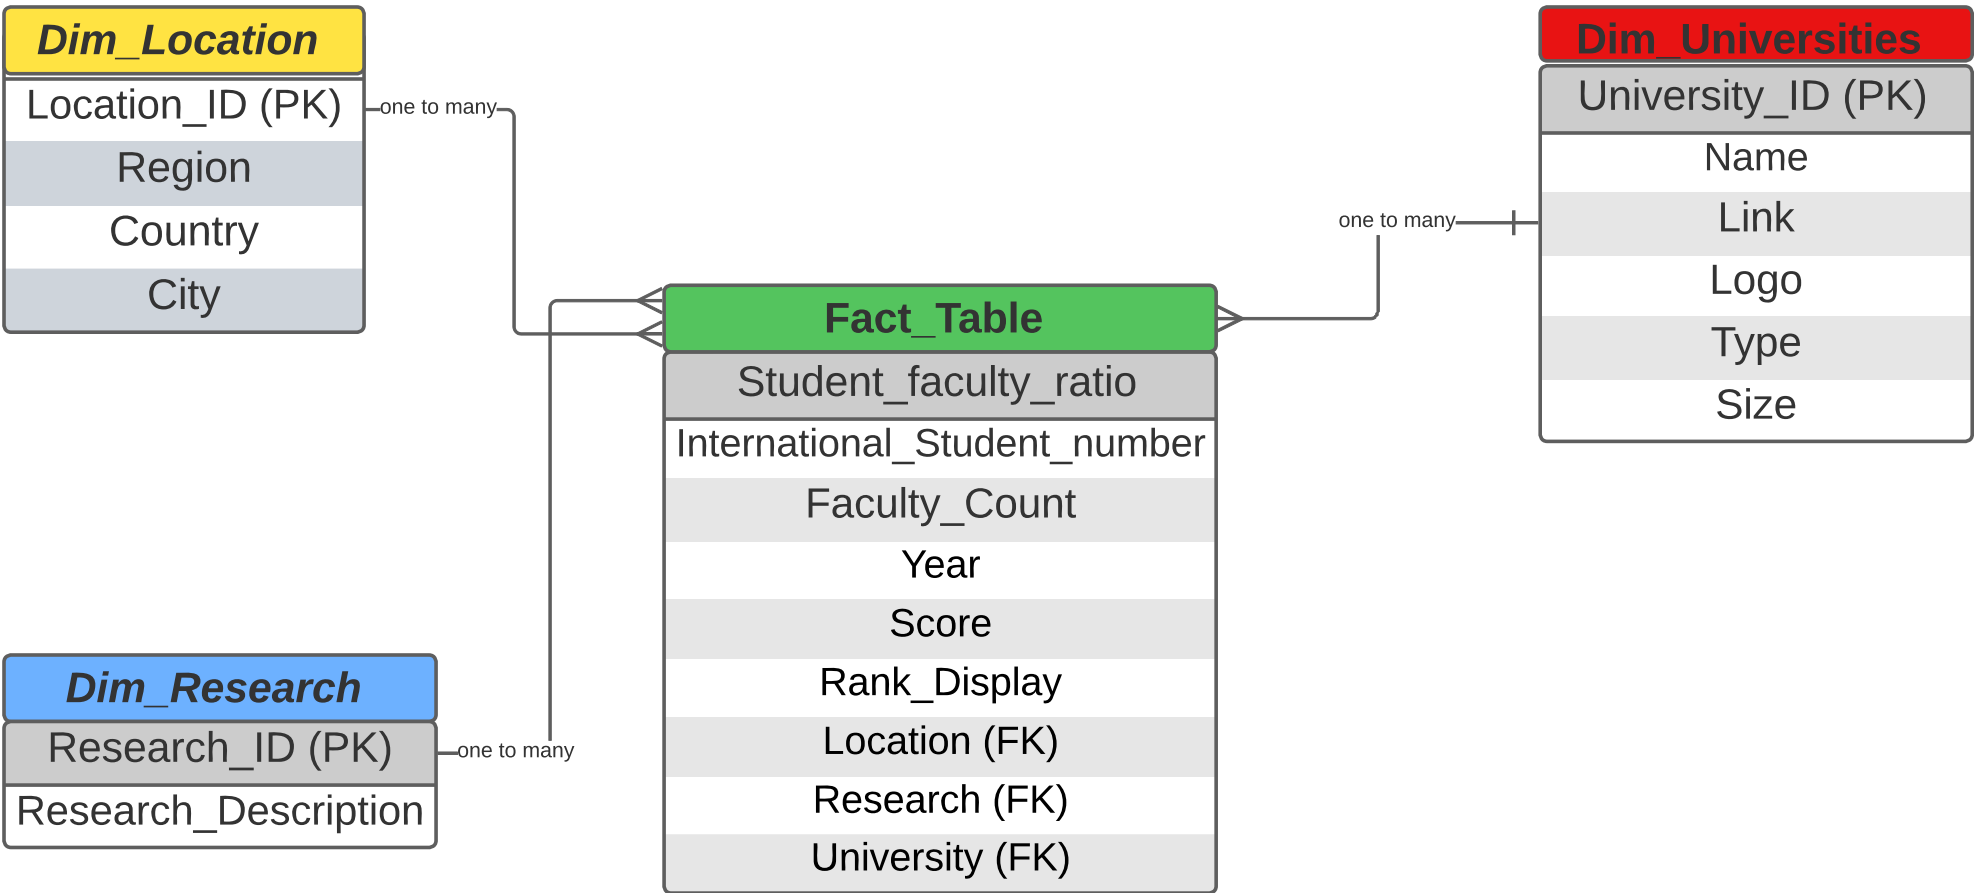 Dim_Location
Location_ID (PK)
Region
Country
City
one to many
Dim_Universities
University_ID (PK)
Name
Link
Logo
Type
Size
one to many
Fact_Table
Student_faculty_ratio
International_Student_number
Faculty_Count
Year
Score
Rank_Display
Location (FK)
Research (FK)
University (FK)
Dim_Research
Research_ID (PK)
Research_Description
one to many